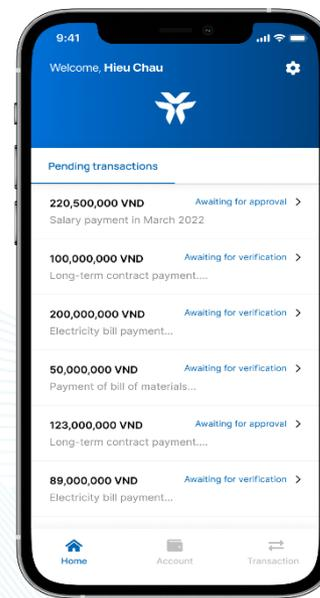 9:41
Welcome, Hieu Chau
Pending transactions
220,500,000 VND Awaiting for approval
Salary payment in March 2022
100,000,000 VND Awaiting for verification
Long-term contract payment....
200,000,000 VND Awaiting for verification
Electricity bill payment...
50,000,000 VND Awaiting for verification
Payment of bill of materials...
123,000,000 VND Awaiting for approval
Long-term contract payment....
89,000,000 VND Awaiting for verification
Electricity bill payment...
Home Account Transaction